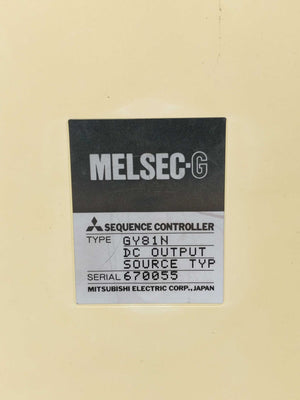 MELSEC-G
SEQUENCE CONTROLLER
TYPE GY81N
DC OUTPUT
SOURCE TYP
SERIAL 670055
MITSUBISHI ELECTRIC CORP., JAPAN